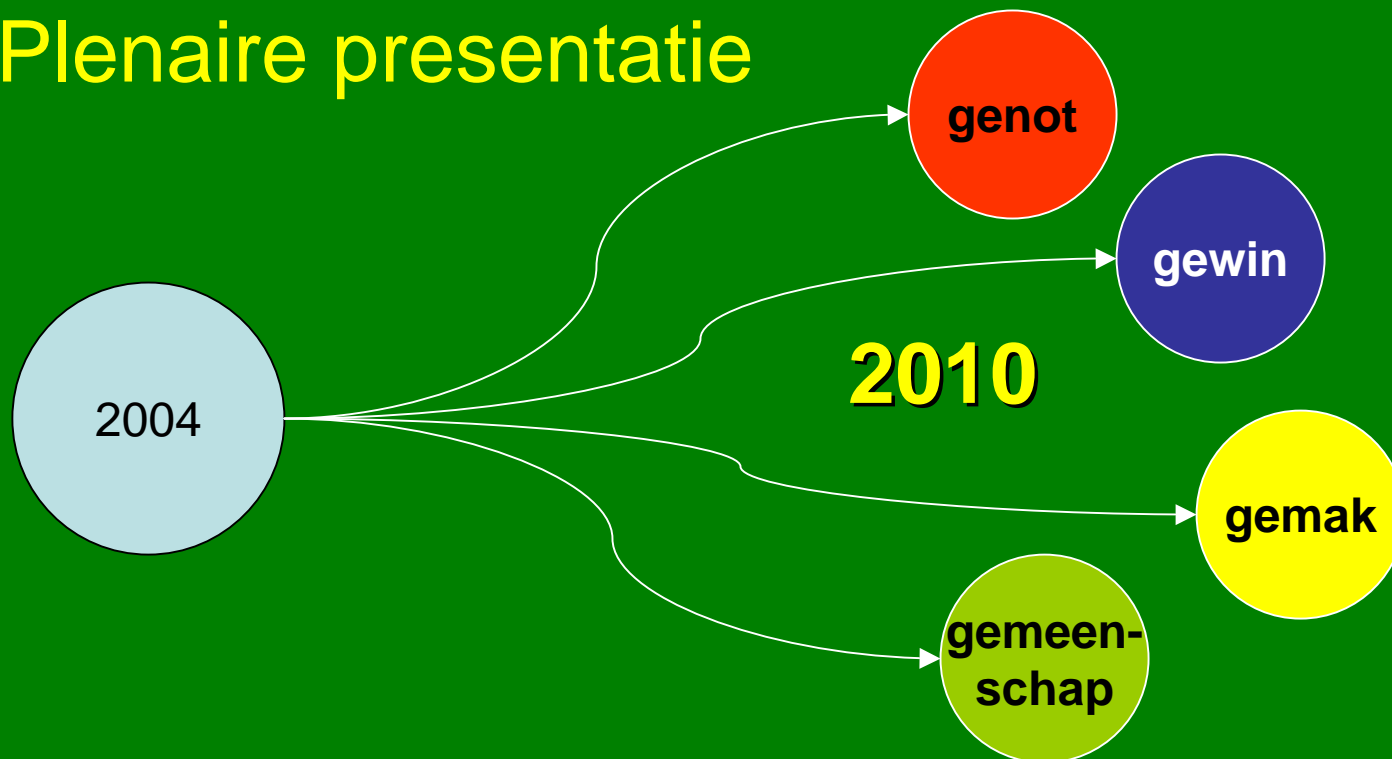 Plenaire presentatie
genot
gewin
2010
2004
gemak
gemeen-
schap